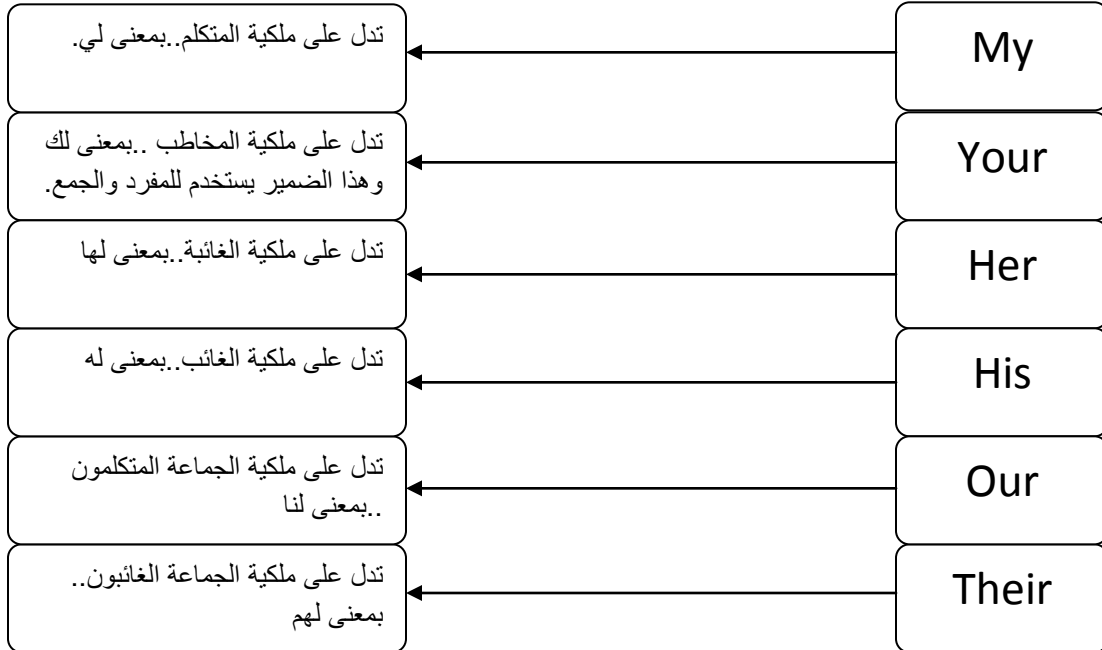 My
تدل على ملكية المتكلم..بمعنى لي.
Your
تدل على ملكية المخاطب ..بمعنى لك
وهذا الضمير يستخدم للمفرد والجمع.
Her
تدل على ملكية الغائبة..بمعنى لها
His
تدل على ملكية الغائب..بمعنى له
Our
تدل على ملكية الجماعة المتكلمون
..بمعنى لنا
Their
تدل على ملكية الجماعة الغائبون..
بمعنى لهم